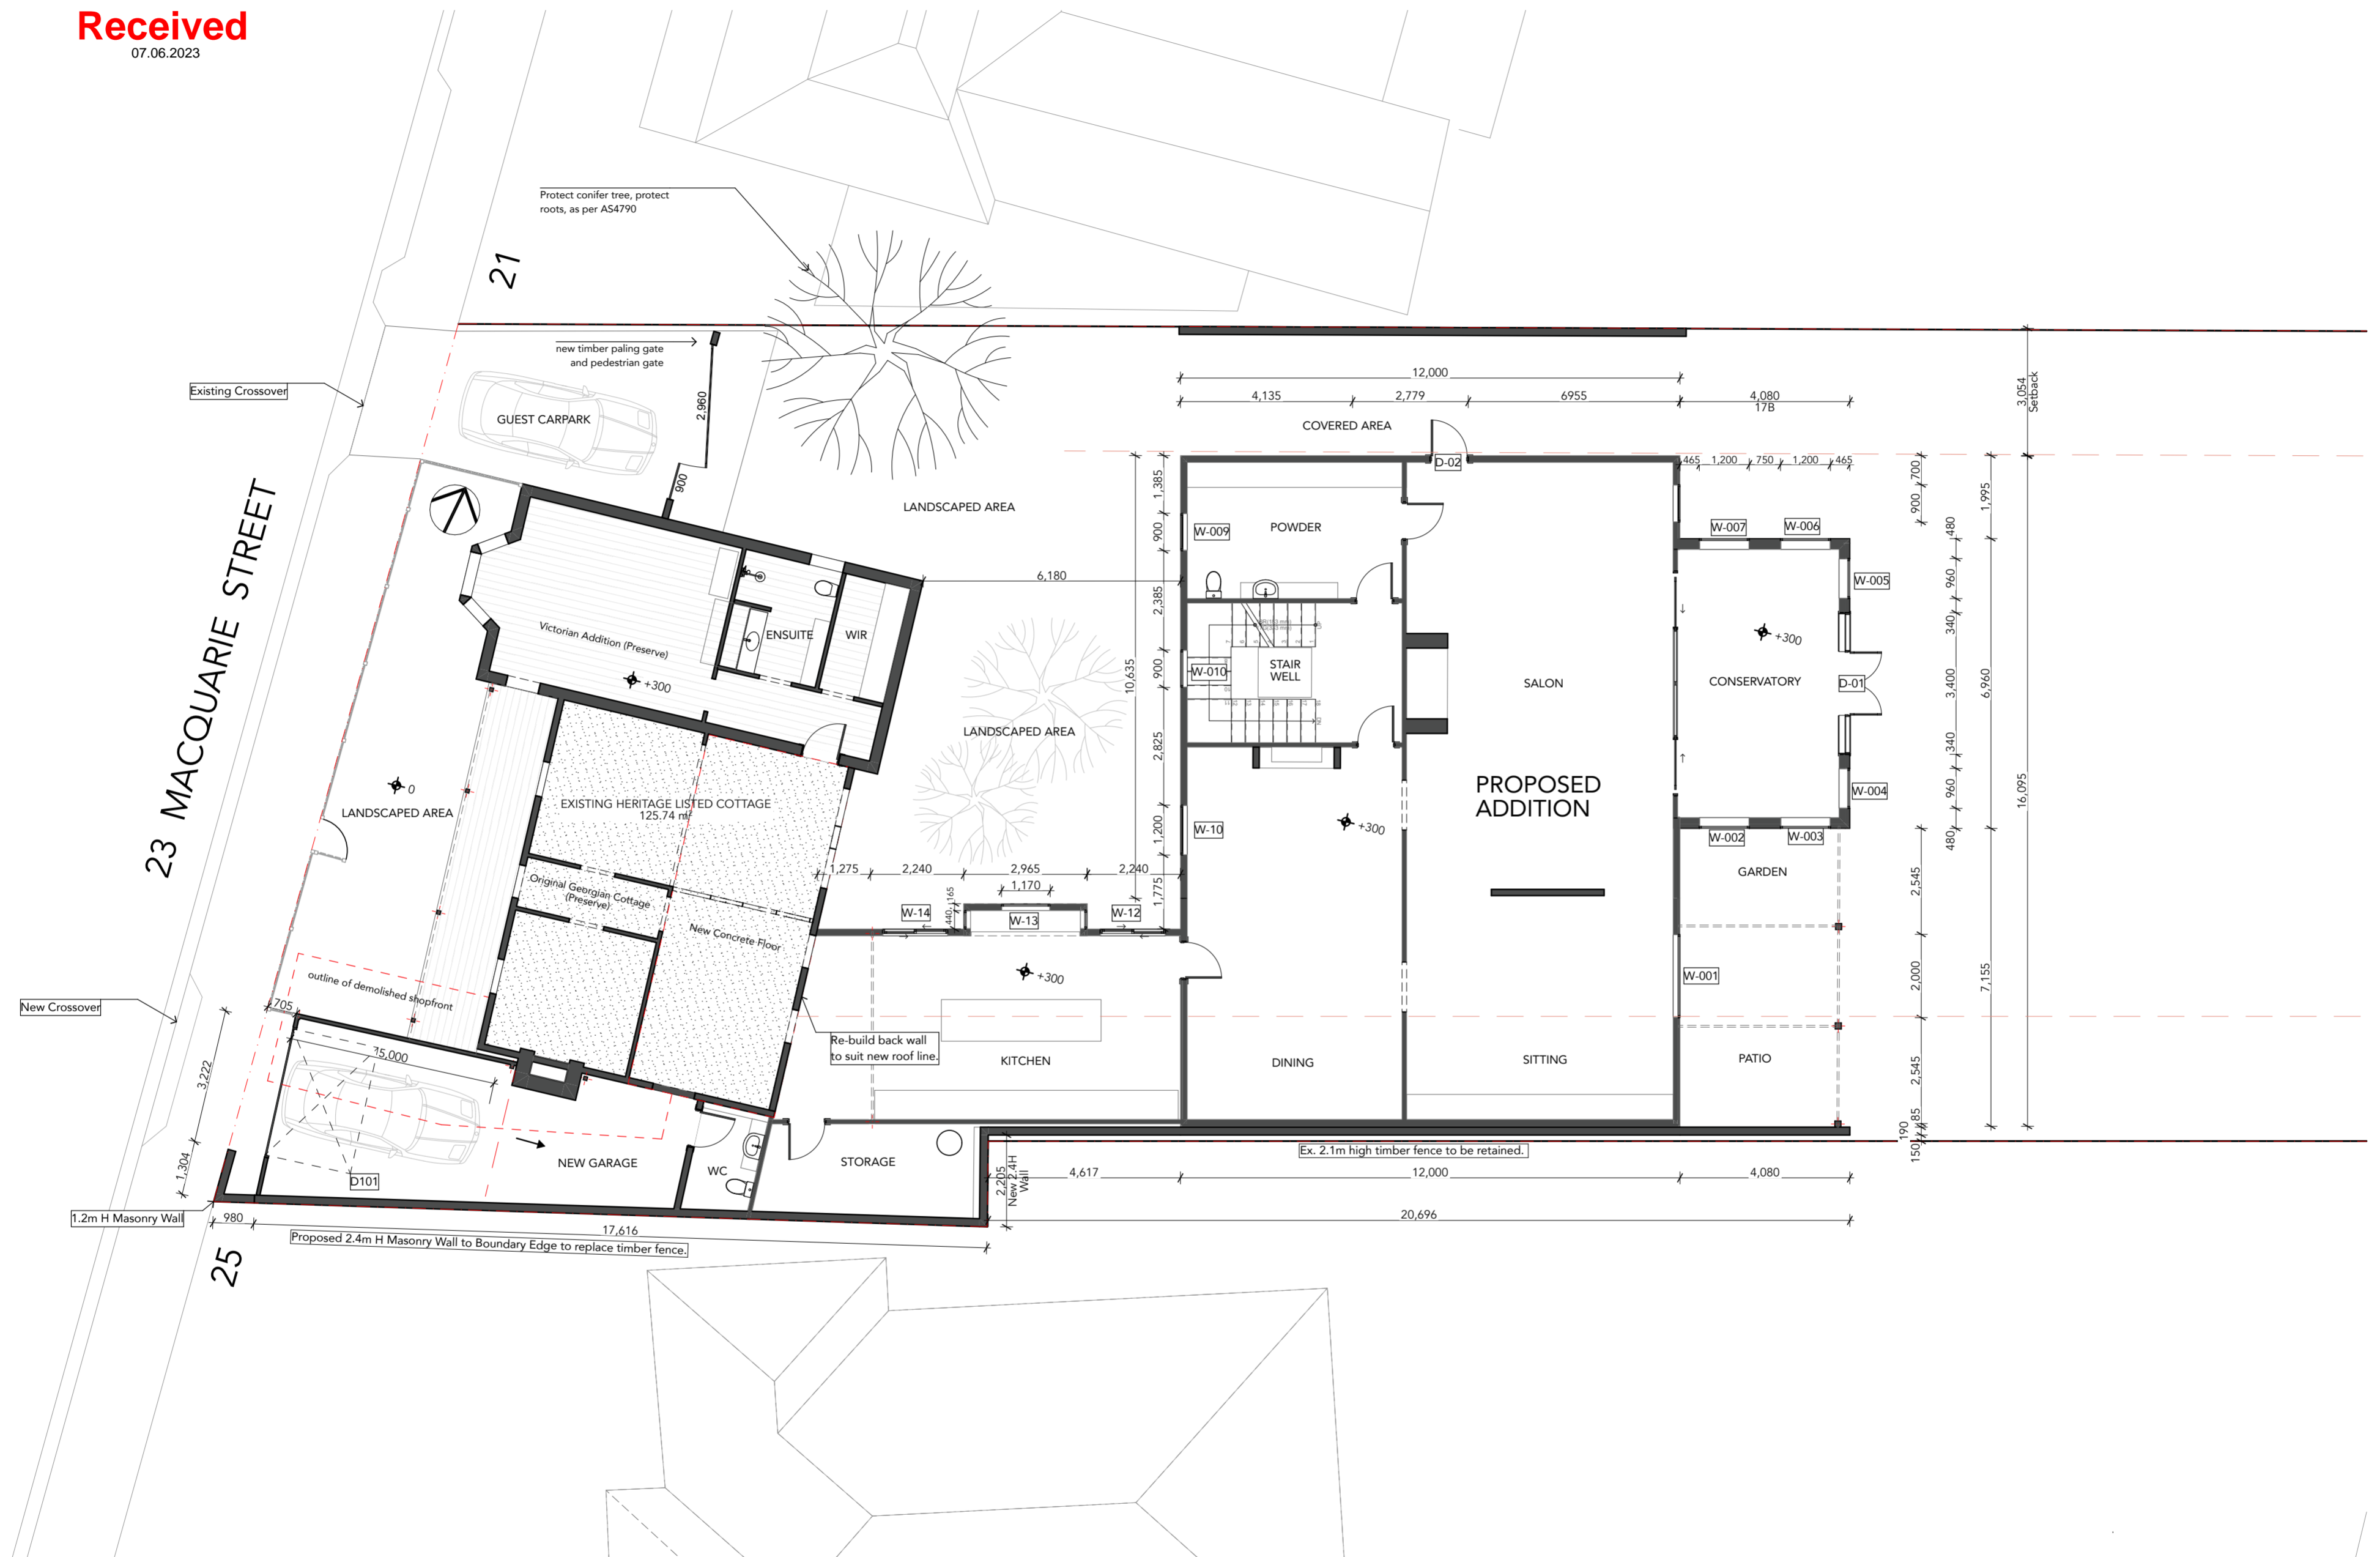 Received
07.06.2023
Protect conifer tree, protect
roots, as per AS4790
21
new timber paling gate
and pedestrian gate
2,960
900
Existing Crossover
GUEST CARPARK
12,000
4,135
2,779
6955
4,080
17B
3,054
Setback
COVERED AREA
D-02
465
1,200
750
1,200
465
23 MACQUARIE STREET
LANDSCAPED AREA
1,385
900
2,385
900
2,825
1,200
1,775
10,635
W-009
POWDER
W-007
W-006
W-005
700
900
480
960
340
3,400
340
960
480
1,995
6,960
7,155
16,095
6,180
Victorian Addition (Preserve)
ENSUITE
WIR
+300
STAIR
WELL
W-010
SALON
CONSERVATORY
+300
D-01
LANDSCAPED AREA
0
LANDSCAPED AREA
EXISTING HERITAGE LISTED COTTAGE
125.74 m²
PROPOSED
ADDITION
W-10
+300
W-004
W-002
W-003
GARDEN
1,275
2,240
2,965
2,240
1,170
165
440
W-14
W-13
W-12
Original Georgian Cottage
(Preserve)
New Concrete Floor
outline of demolished shopfront
+300
W-001
2,545
2,000
2,545
185
190
150
New Crossover
705
15,000
3,222
1,304
Re-build back wall
to suit new roof line.
KITCHEN
DINING
SITTING
PATIO
NEW GARAGE
WC
STORAGE
D101
2,205
New 2.4H
Wall
Ex. 2.1m high timber fence to be retained.
4,617
12,000
4,080
20,696
1.2m H Masonry Wall
980
17,616
Proposed 2.4m H Masonry Wall to Boundary Edge to replace timber fence.
25